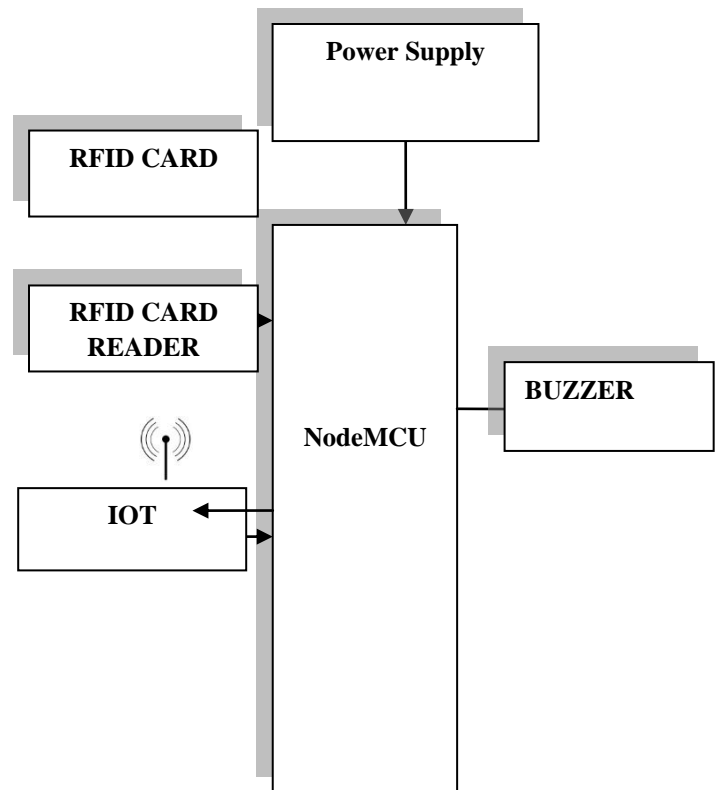 Power Supply
RFID CARD
RFID CARD
READER
BUZZER
NodeMCU
IOT